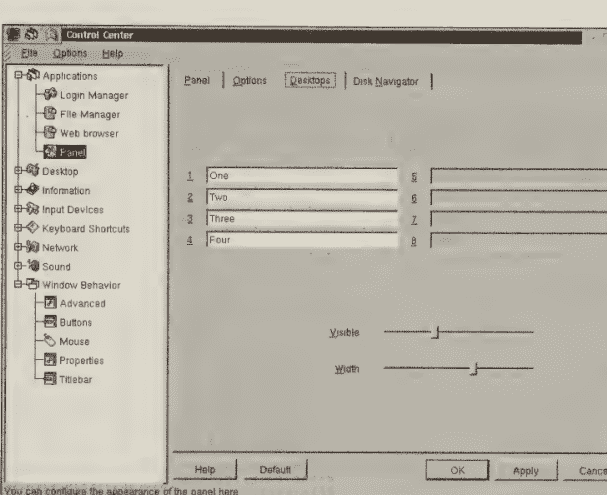 Control Center
File Options Help
Applications
Login Manager
File Manager
Web browser
Panel
Desktop
Information
Input Devices
Keyboard Shortcuts
Network
Sound
Window Behavior
Advanced
Buttons
Mouse
Properties
Titlebar
Panel Options Desktops Disk Navigator
1 One 5
2 Two 6
3 Three 7
4 Four 8
Visible
Width
Help Default OK Apply Cance
You can configure the appearance of the panel here